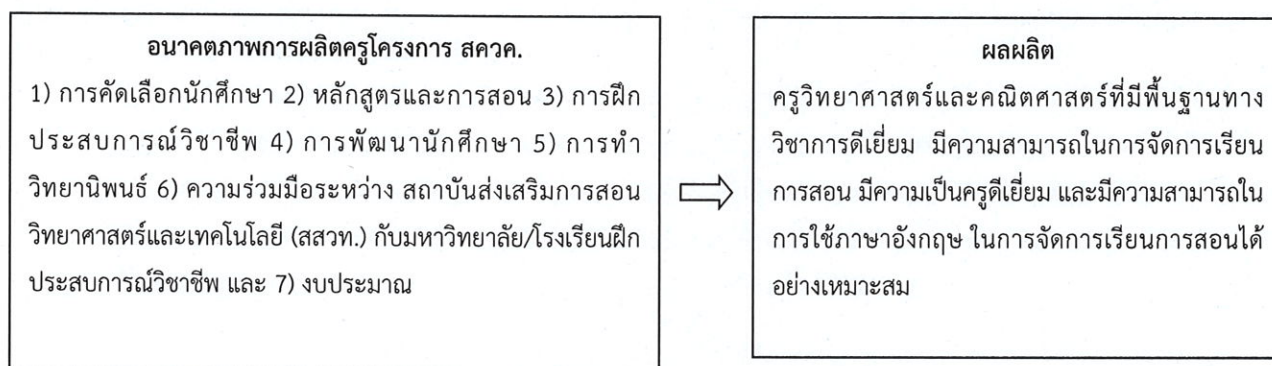 อนาคตภาพการผลิตครูโครงการ สควค.
1) การคัดเลือกนักศึกษา 2) หลักสูตรและการสอน 3) การฝึก
ประสบการณ์วิชาชีพ 4) การพัฒนานักศึกษา 5) การทำ
วิทยานิพนธ์ 6) ความร่วมมือระหว่าง สถาบันส่งเสริมการสอน
วิทยาศาสตร์และเทคโนโลยี (สสวท.) กับมหาวิทยาลัย/โรงเรียนฝึก
ประสบการณ์วิชาชีพ และ 7) งบประมาณ
ผลผลิต
ครูวิทยาศาสตร์และคณิตศาสตร์ที่มีพื้นฐานทาง
วิชาการดีเยี่ยม มีความสามารถในการจัดการเรียน
การสอน มีความเป็นครูดีเยี่ยม และมีความสามารถใน
การใช้ภาษาอังกฤษ ในการจัดการเรียนการสอนได้
อย่างเหมาะสม